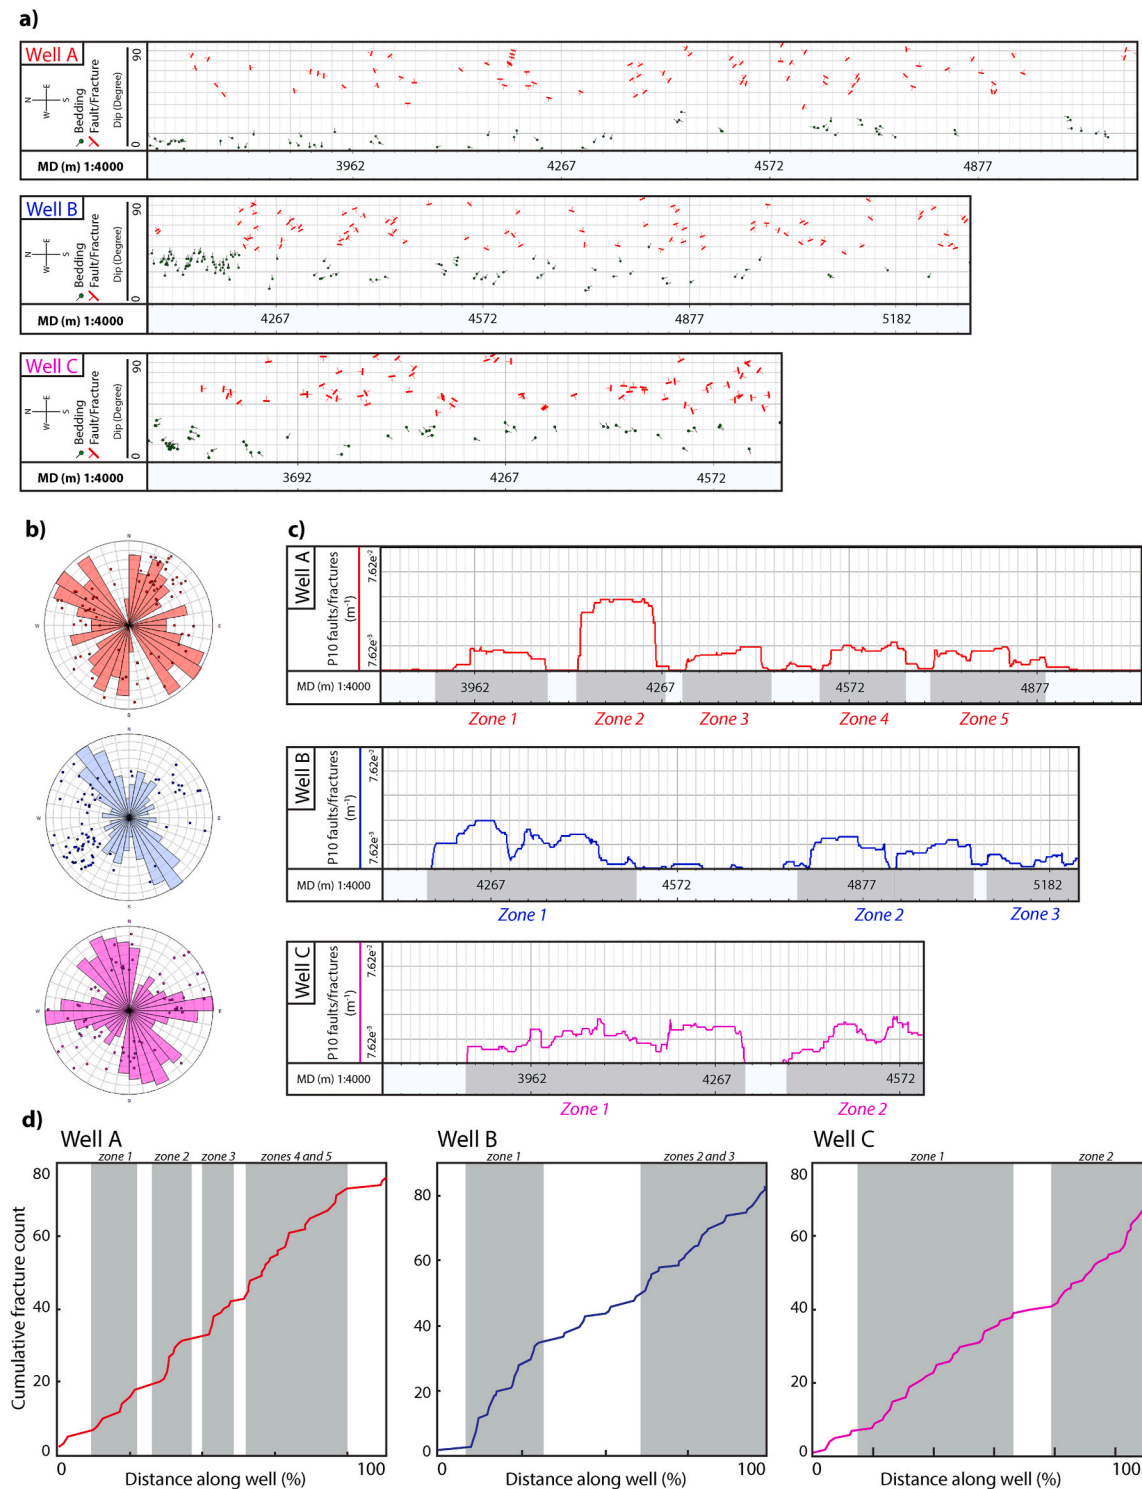 a)
Well A
N
E
S
W
Bedding
Fault/Fracture
Dip (Degree)
90
0
MD (m) 1:4000
3962
4267
4572
4877
Well B
N
E
S
W
Bedding
Fault/Fracture
Dip (Degree)
90
0
MD (m) 1:4000
4267
4572
4877
5182
Well C
N
E
S
W
Bedding
Fault/Fracture
Dip (Degree)
90
0
MD (m) 1:4000
3692
4267
4572
b)
N
W
E
S
N
W
E
S
N
W
E
S
c)
Well A
P10 faults/fractures
(m⁻¹)
7.62e⁻²
7.62e⁻³
MD (m) 1:4000
3962
4267
4572
4877
Zone 1
Zone 2
Zone 3
Zone 4
Zone 5
Well B
P10 faults/fractures
(m⁻¹)
7.62e⁻²
7.62e⁻³
MD (m) 1:4000
4267
4572
4877
5182
Zone 1
Zone 2
Zone 3
Well C
P10 faults/fractures
(m⁻¹)
7.62e⁻²
7.62e⁻³
MD (m) 1:4000
3962
4267
4572
Zone 1
Zone 2
d)
Well A
zone 1
zone 2
zone 3
zones 4 and 5
80
60
40
20
0
Cumulative fracture count
0
100
Distance along well (%)
Well B
zone 1
zones 2 and 3
80
60
40
20
0
0
100
Distance along well (%)
Well C
zone 1
zone 2
60
40
20
0
0
100
Distance along well (%)